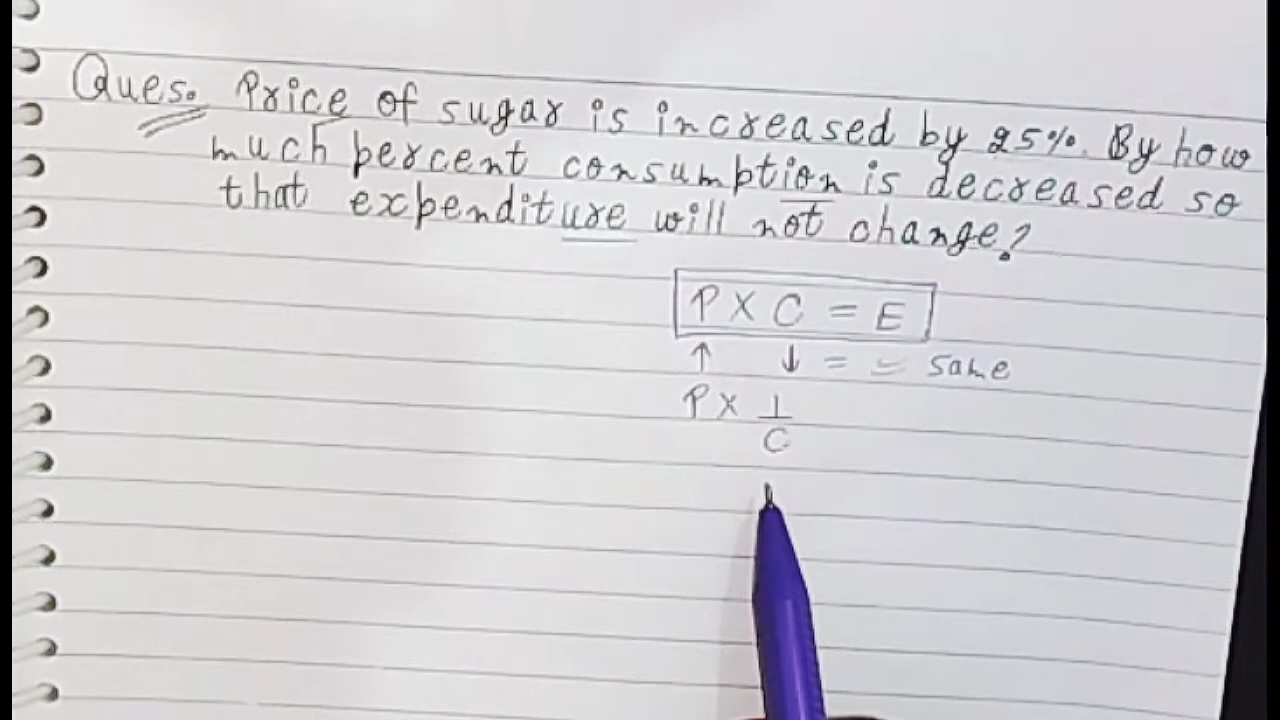 Ques. Price of sugar is increased by 25%. By how
much percent consumption is decreased so
that expenditure will not change?
P X C = E
↑ ↓ = = same
P X 1/C